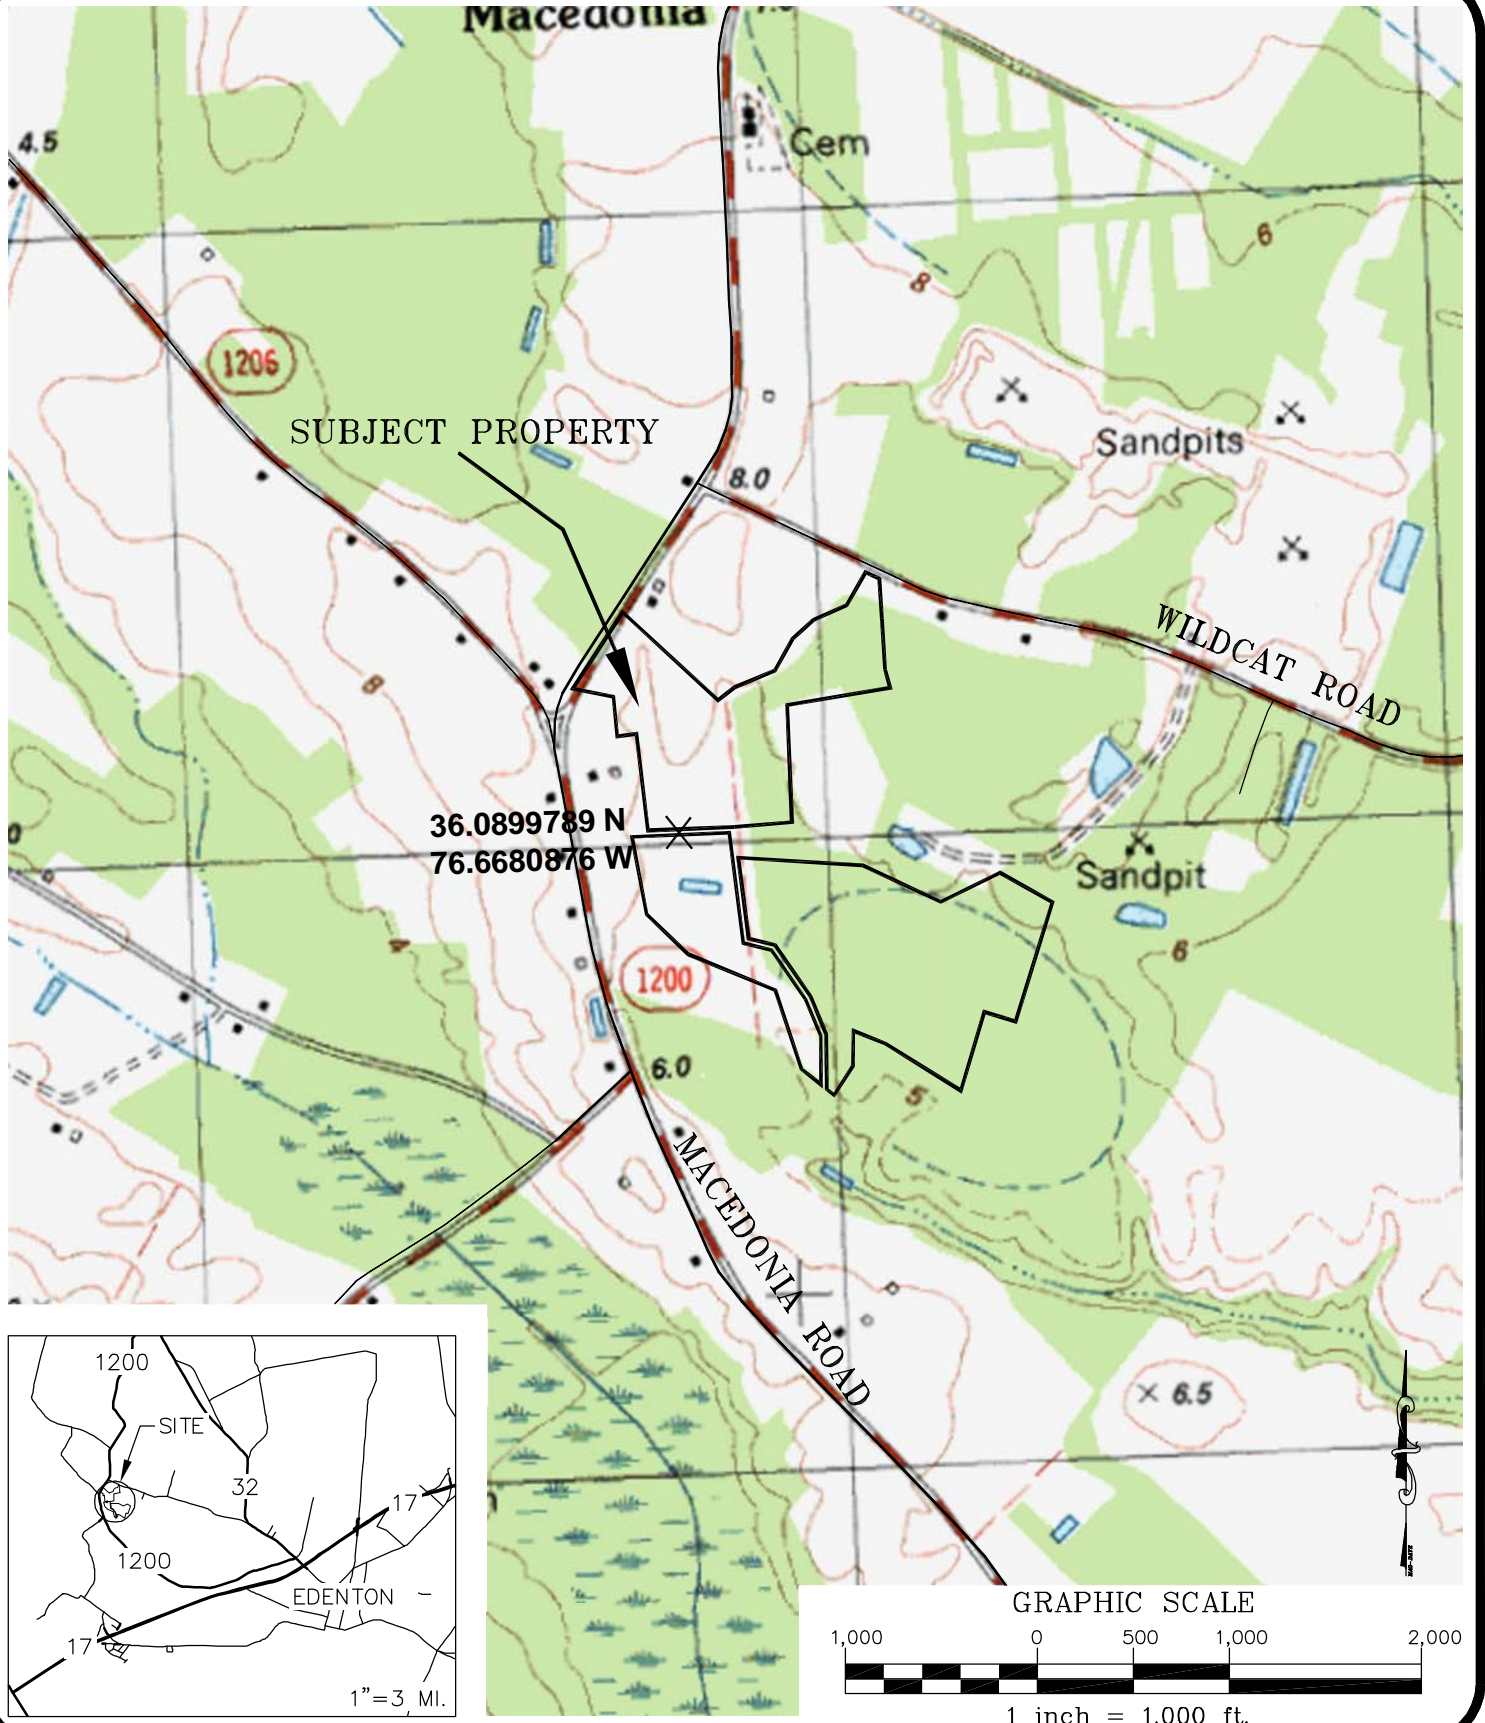 Macedonia
4.5
Cem
6
8
1206
SUBJECT PROPERTY
Sandpits
8.0
WILDCAT ROAD
8
36.0899789 N
76.6680876 W
Sandpit
4
6
1200
6.0
5
MACEDONIA ROAD
6.5
1200
SITE
32
17
1200
EDENTON
17
1"=3 MI.
GRAPHIC SCALE
1,000 0 500 1,000 2,000
1 inch = 1,000 ft.